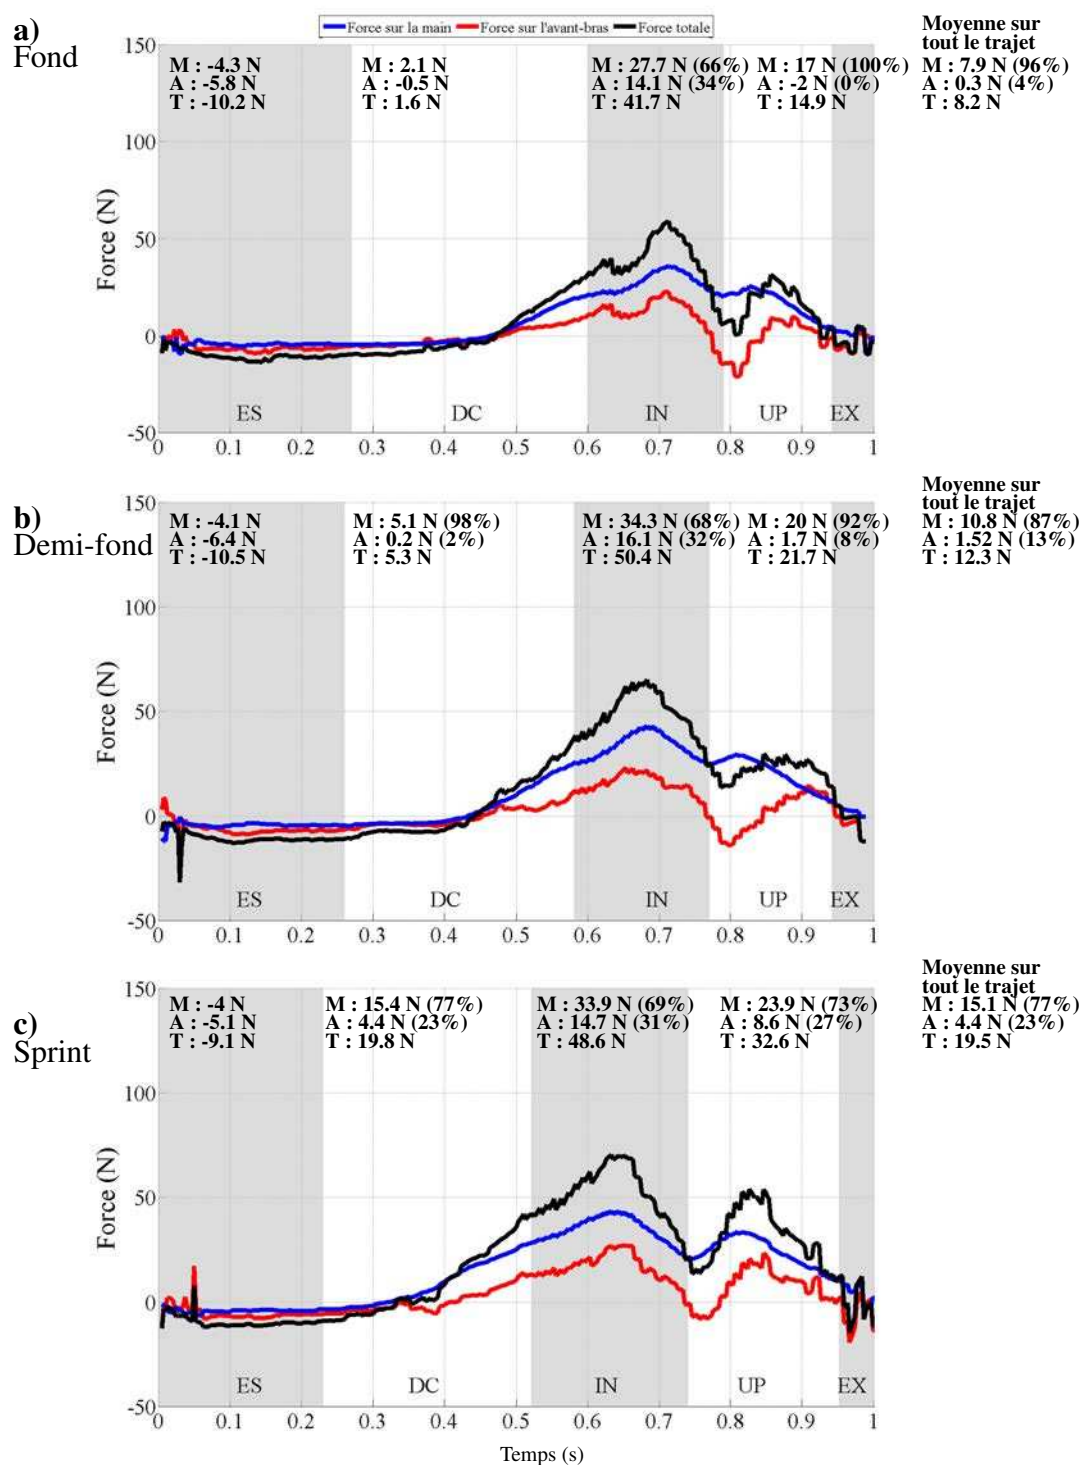 a)
Fond
Force sur la main Force sur l'avant-bras Force totale
Moyenne sur
tout le trajet
M : -4.3 N
A : -5.8 N
T : -10.2 N
M : 2.1 N
A : -0.5 N
T : 1.6 N
M : 27.7 N (66%)
A : 14.1 N (34%)
T : 41.7 N
M : 17 N (100%)
A : -2 N (0%)
T : 14.9 N
M : 7.9 N (96%)
A : 0.3 N (4%)
T : 8.2 N
Force (N)
150
100
50
0
-50
ES DC IN UP EX
0 0.1 0.2 0.3 0.4 0.5 0.6 0.7 0.8 0.9 1
b)
Demi-fond
Moyenne sur
tout le trajet
M : -4.1 N
A : -6.4 N
T : -10.5 N
M : 5.1 N (98%)
A : 0.2 N (2%)
T : 5.3 N
M : 34.3 N (68%)
A : 16.1 N (32%)
T : 50.4 N
M : 20 N (92%)
A : 1.7 N (8%)
T : 21.7 N
M : 10.8 N (87%)
A : 1.52 N (13%)
T : 12.3 N
Force (N)
150
100
50
0
-50
ES DC IN UP EX
0 0.1 0.2 0.3 0.4 0.5 0.6 0.7 0.8 0.9 1
c)
Sprint
Moyenne sur
tout le trajet
M : -4 N
A : -5.1 N
T : -9.1 N
M : 15.4 N (77%)
A : 4.4 N (23%)
T : 19.8 N
M : 33.9 N (69%)
A : 14.7 N (31%)
T : 48.6 N
M : 23.9 N (73%)
A : 8.6 N (27%)
T : 32.6 N
M : 15.1 N (77%)
A : 4.4 N (23%)
T : 19.5 N
Force (N)
150
100
50
0
-50
ES DC IN UP EX
0 0.1 0.2 0.3 0.4 0.5 0.6 0.7 0.8 0.9 1
Temps (s)